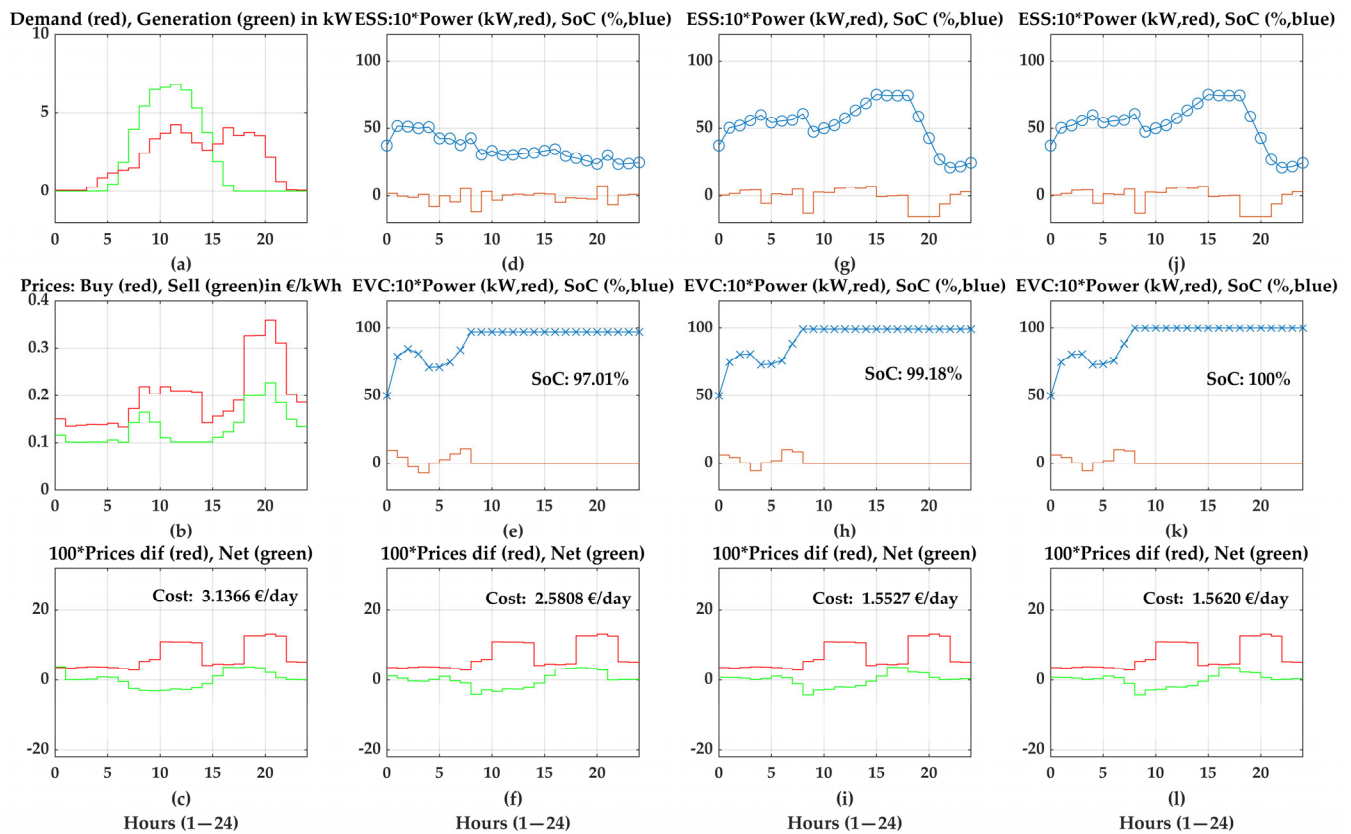 Demand (red), Generation (green) in kW
10
5
0
0 5 10 15 20
(a)
ESS:10*Power (kW,red), SoC (%,blue)
100
50
0
0 5 10 15 20
(d)
ESS:10*Power (kW,red), SoC (%,blue)
100
50
0
0 5 10 15 20
(g)
ESS:10*Power (kW,red), SoC (%,blue)
100
50
0
0 5 10 15 20
(j)
Prices: Buy (red), Sell (green)in €/kWh
0.4
0.3
0.2
0.1
0
0 5 10 15 20
(b)
EVC:10*Power (kW,red), SoC (%,blue)
100
50
0
SoC: 97.01%
0 5 10 15 20
(e)
EVC:10*Power (kW,red), SoC (%,blue)
100
50
0
SoC: 99.18%
0 5 10 15 20
(h)
EVC:10*Power (kW,red), SoC (%,blue)
100
50
0
SoC: 100%
0 5 10 15 20
(k)
100*Prices dif (red), Net (green)
Cost: 3.1366 €/day
20
0
-20
0 5 10 15 20
(c)
Hours (1—24)
100*Prices dif (red), Net (green)
Cost: 2.5808 €/day
20
0
-20
0 5 10 15 20
(f)
Hours (1—24)
100*Prices dif (red), Net (green)
Cost: 1.5527 €/day
20
0
-20
0 5 10 15 20
(i)
Hours (1—24)
100*Prices dif (red), Net (green)
Cost: 1.5620 €/day
20
0
-20
0 5 10 15 20
(l)
Hours (1—24)